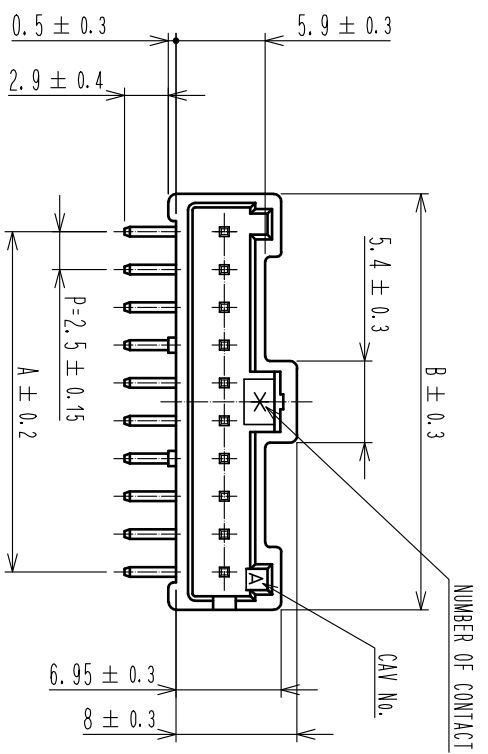 0.5 ± 0.3
5.9 ± 0.3
2.9 ± 0.4
5.4 ± 0.3
B ± 0.3
P=2.5 ± 0.15
A ± 0.2
X
A
NUMBER OF CONTACT
CAV No.
6.95 ± 0.3
8 ± 0.3